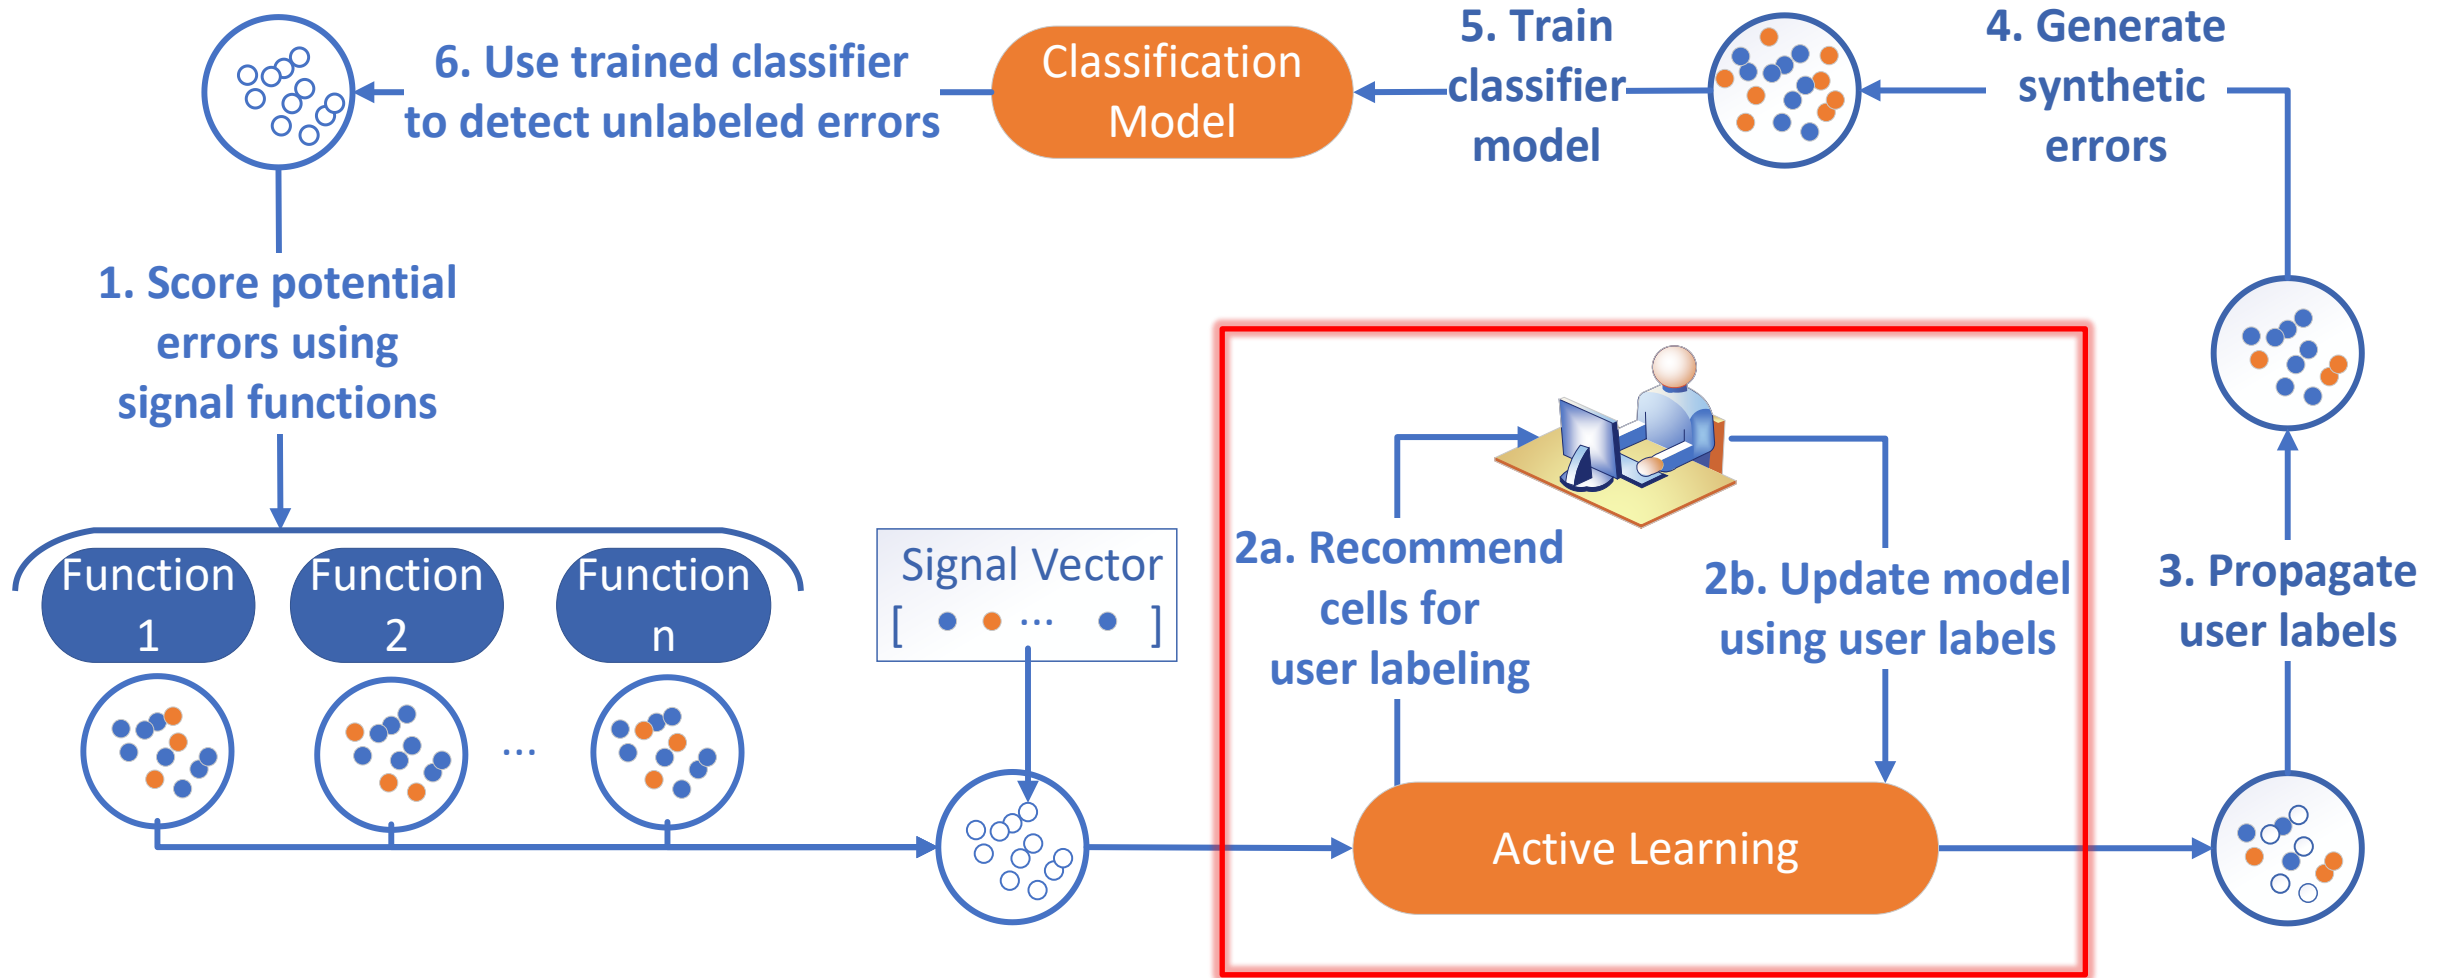 6. Use trained classifier
to detect unlabeled errors
Classification
Model
5. Train
classifier
model
4. Generate
synthetic
errors
1. Score potential
errors using
signal functions
Function
1
Function
2
Function
n
...
Signal Vector
[ ... ]
2a. Recommend
cells for
user labeling
2b. Update model
using user labels
3. Propagate
user labels
Active Learning